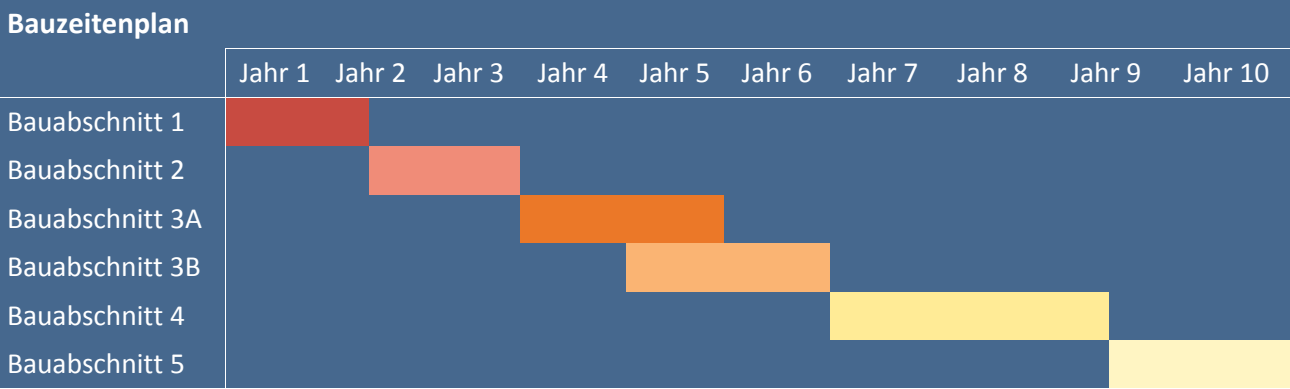 Bauzeitenplan
Jahr 1 Jahr 2 Jahr 3 Jahr 4 Jahr 5 Jahr 6 Jahr 7 Jahr 8 Jahr 9 Jahr 10
Bauabschnitt 1
Bauabschnitt 2
Bauabschnitt 3A
Bauabschnitt 3B
Bauabschnitt 4
Bauabschnitt 5